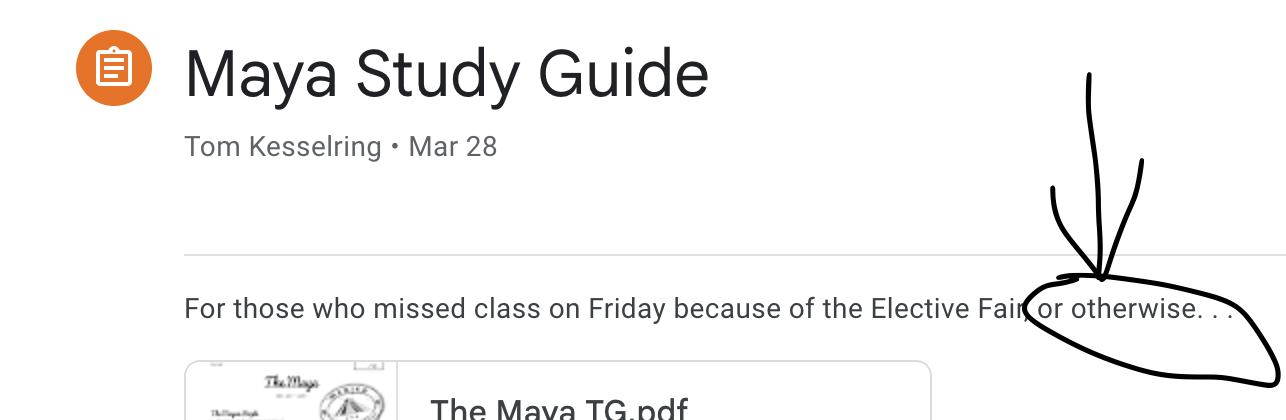 Maya Study Guide
Tom Kesselring • Mar 28
For those who missed class on Friday because of the Elective Fair, or otherwise. . .
The Maya
The Maya TG.pdf